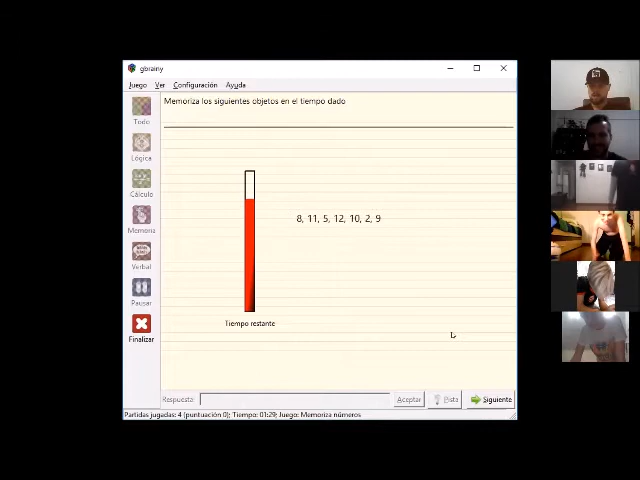 gbrainy
Juego Ver Configuración Ayuda
Memoriza los siguientes objetos en el tiempo dado
Todo
Lógica
Cálculo
Memoria
Verbal
Pausar
Finalizar
8, 11, 5, 12, 10, 2, 9
Tiempo restante
Respuesta:
Aceptar
Pista
Siguiente
Partidas jugadas: 4 (puntuación 0); Tiempo: 01:29; Juego: Memoriza números